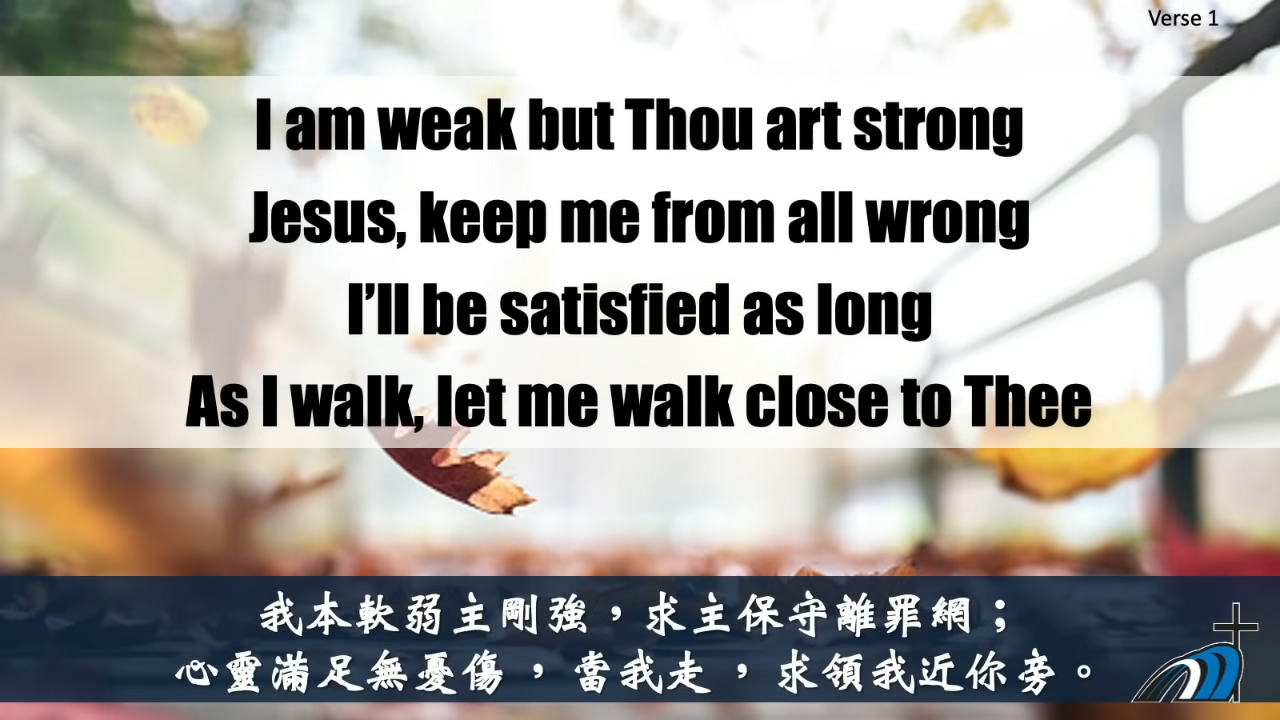 Verse 1
I am weak but Thou art strong
Jesus, keep me from all wrong
I’ll be satisfied as long
As I walk, let me walk close to Thee
我本軟弱主剛強，求主保守離罪網；
心靈滿足無憂傷，當我走，求領我近你旁。